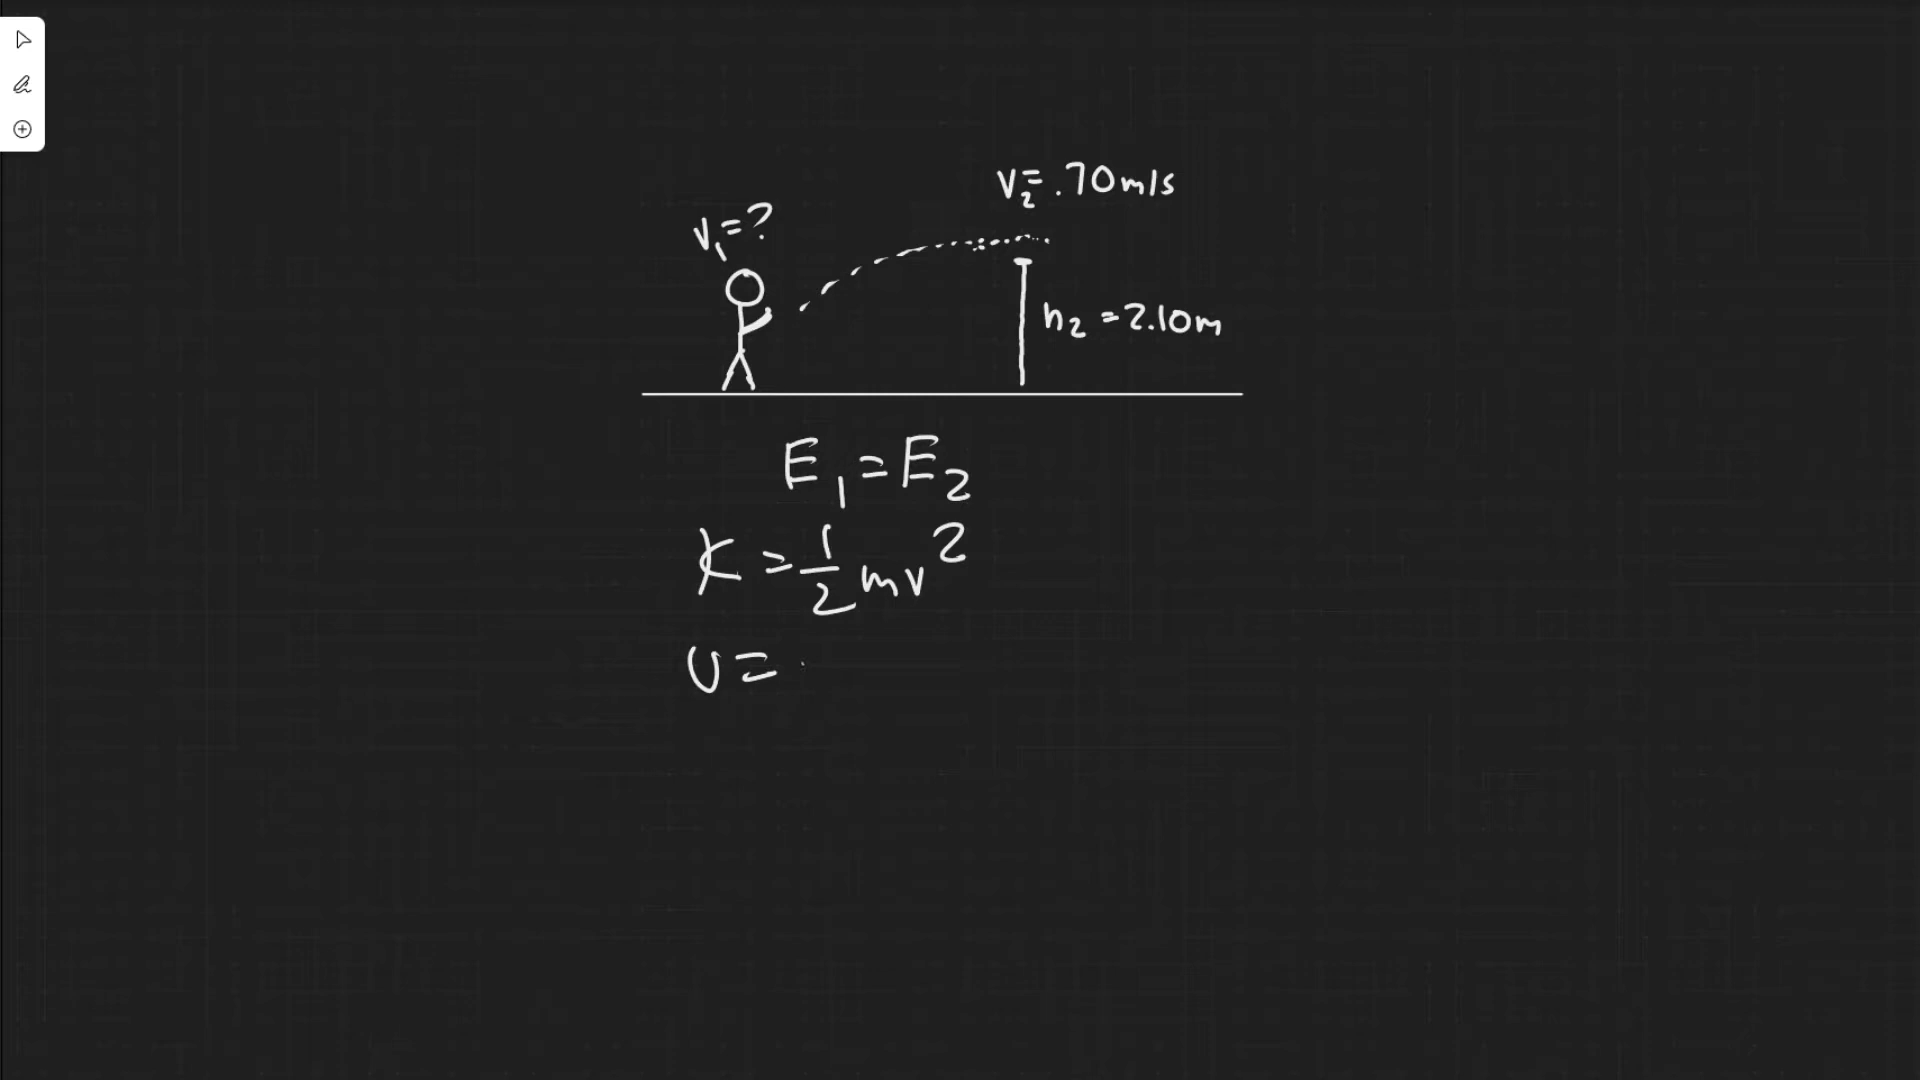 v₂=.70m/s
v₁=?
h₂=2.10m
E₁=E₂
K=1/2mv²
U=